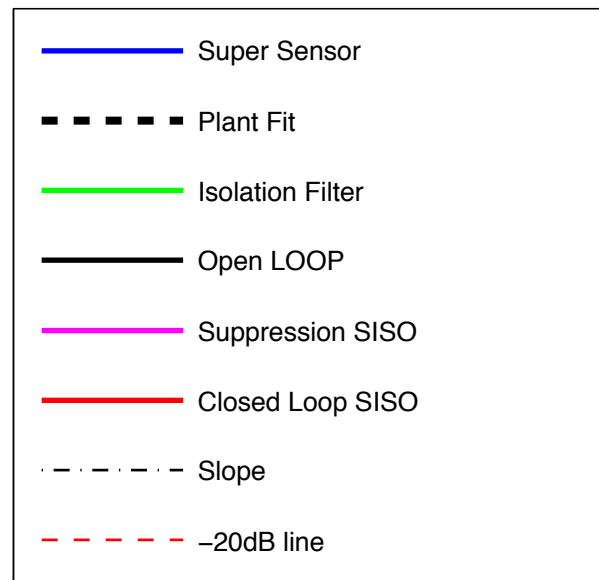 Super Sensor
Plant Fit
Isolation Filter
Open LOOP
Suppression SISO
Closed Loop SISO
Slope
−20dB line